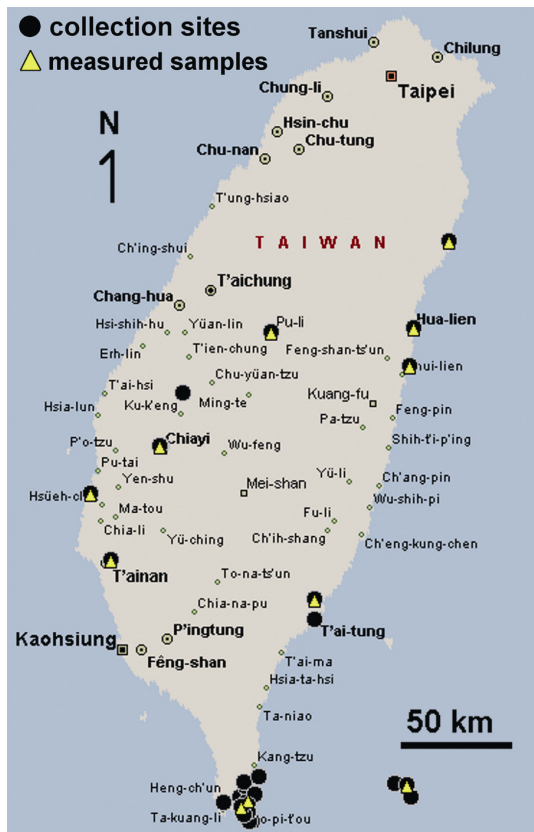 collection sites
measured samples
Tanshui
Chilung
Chung-li
Taipei
N
Hsin-chu
Chu-tung
Chu-nan
T'ung-hsiao
TAIWAN
Ch'ing-shui
T'aichung
Chang-hua
Hsi-shih-hu
Yüan-lin
Pu-li
Hua-lien
Erh-lin
T'ien-chung
Feng-shan-ts'un
hui-lien
T'ai-hsi
Chu-yüan-tzu
Kuang-fu
Hsia-lun
Ku-k'eng
Ming-te
Pa-tzu
Feng-pin
P'o-tzu
Chiayi
Wu-feng
Shih-t'i-p'ing
Pu-tai
Yen-shu
Mei-shan
Yü-li
Ch'ang-pin
Hsüeh-ch
Ma-tou
Wu-shih-pi
Chia-li
Yü-ching
Fu-li
Ch'ih-shang
Ch'eng-kung-chen
T'ainan
To-na-ts'un
Chia-na-pu
P'ingtung
T'ai-tung
Kaohsiung
Fêng-shan
T'ai-ma
Hsia-ta-hsi
Ta-niao
50 km
Kang-tzu
Heng-ch'un
Ta-kuang-li
o-pi-t'ou